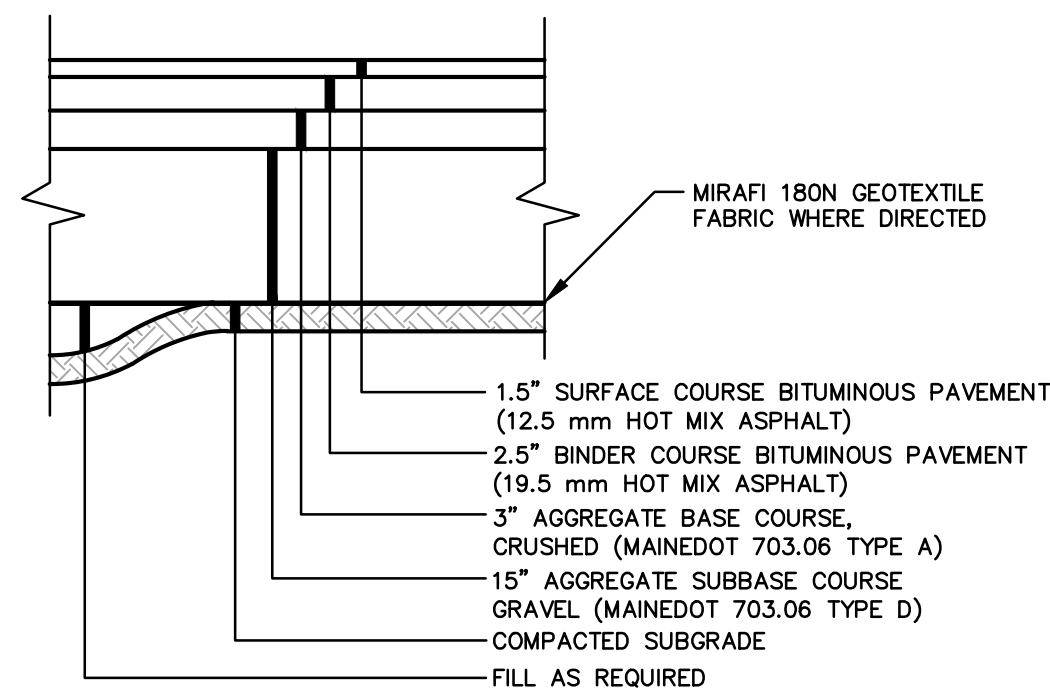 MIRAFI 180N GEOTEXTILE
FABRIC WHERE DIRECTED
1.5" SURFACE COURSE BITUMINOUS PAVEMENT
(12.5 mm HOT MIX ASPHALT)
2.5" BINDER COURSE BITUMINOUS PAVEMENT
(19.5 mm HOT MIX ASPHALT)
3" AGGREGATE BASE COURSE,
CRUSHED (MAINEDOT 703.06 TYPE A)
15" AGGREGATE SUBBASE COURSE
GRAVEL (MAINEDOT 703.06 TYPE D)
COMPACTED SUBGRADE
FILL AS REQUIRED